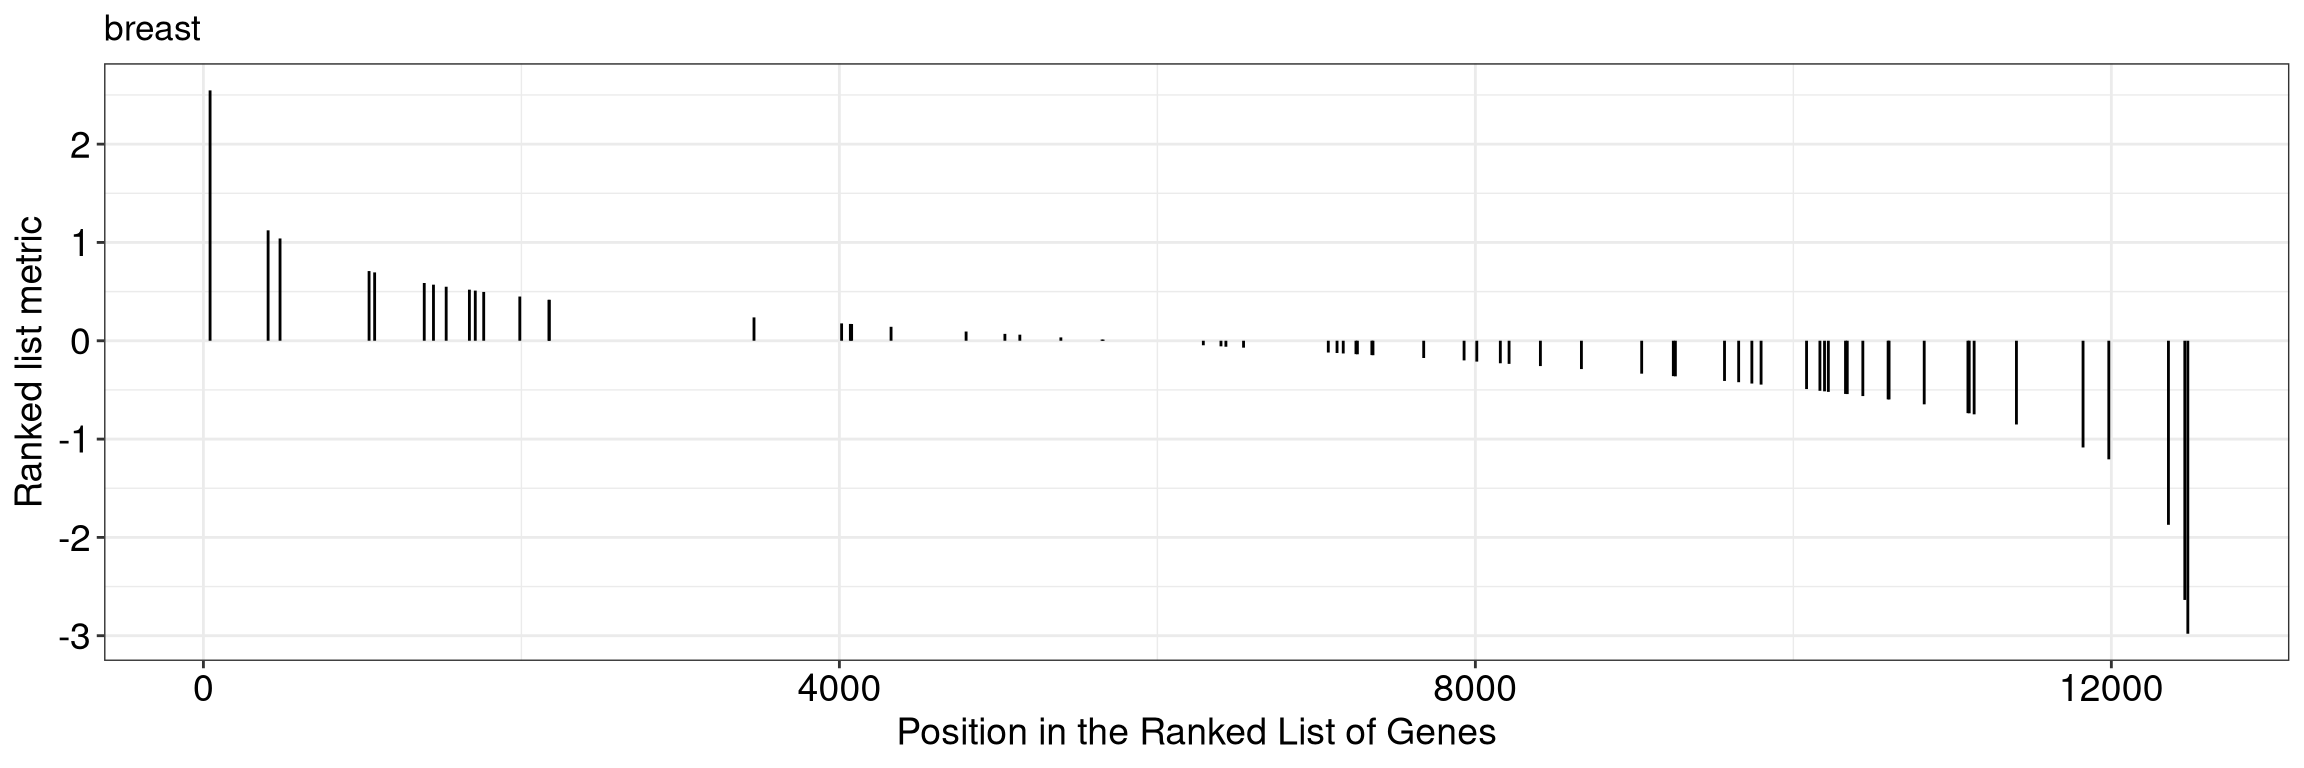 breast
Ranked list metric
2
1
0
-1
-2
-3
0 4000 8000 12000
Position in the Ranked List of Genes